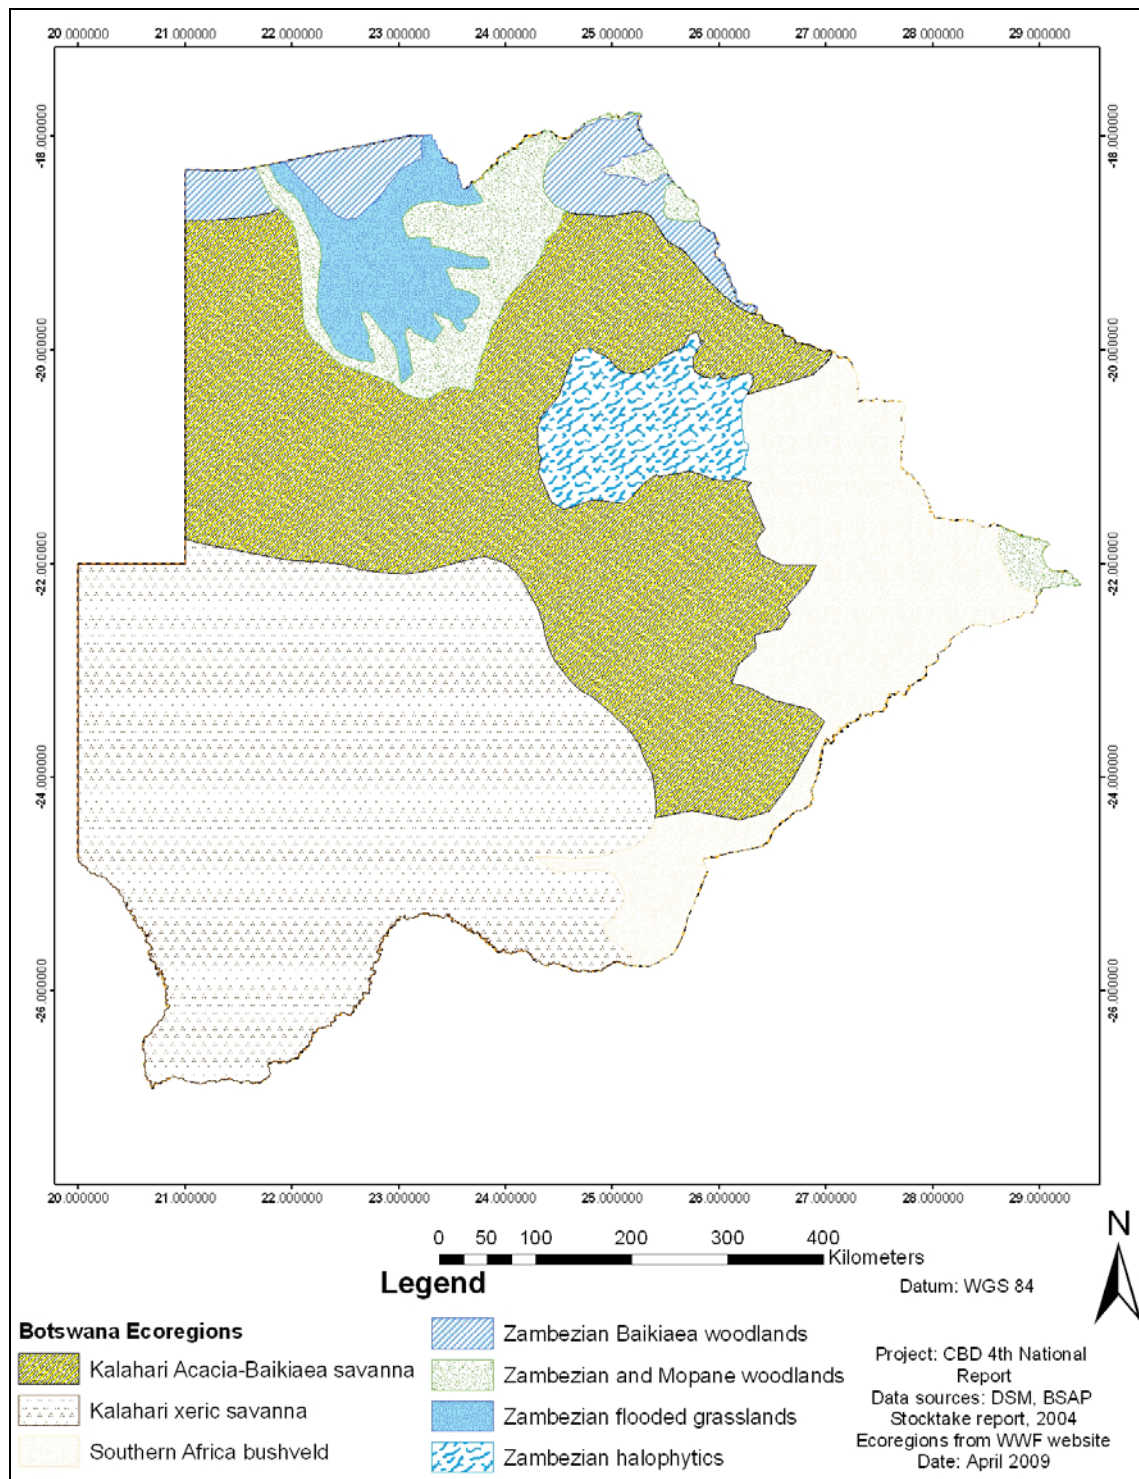 20.000000 21.000000 22.000000 23.000000 24.000000 25.000000 26.000000 27.000000 28.000000 29.000000
-18.000000 -18.000000
-20.000000 -20.000000
-22.000000 -22.000000
-24.000000 -24.000000
-26.000000 -26.000000
20.000000 21.000000 22.000000 23.000000 24.000000 25.000000 26.000000 27.000000 28.000000 29.000000
N
0 50 100 200 300 400
Kilometers
Legend
Datum: WGS 84
Botswana Ecoregions
Kalahari Acacia-Baikiaea savanna
Kalahari xeric savanna
Southern Africa bushveld
Zambezian Baikiaea woodlands
Zambezian and Mopane woodlands
Zambezian flooded grasslands
Zambezian halophytics
Project: CBD 4th National
Report
Data sources: DSM, BSAP
Stocktake report, 2004
Ecoregions from WWF website
Date: April 2009